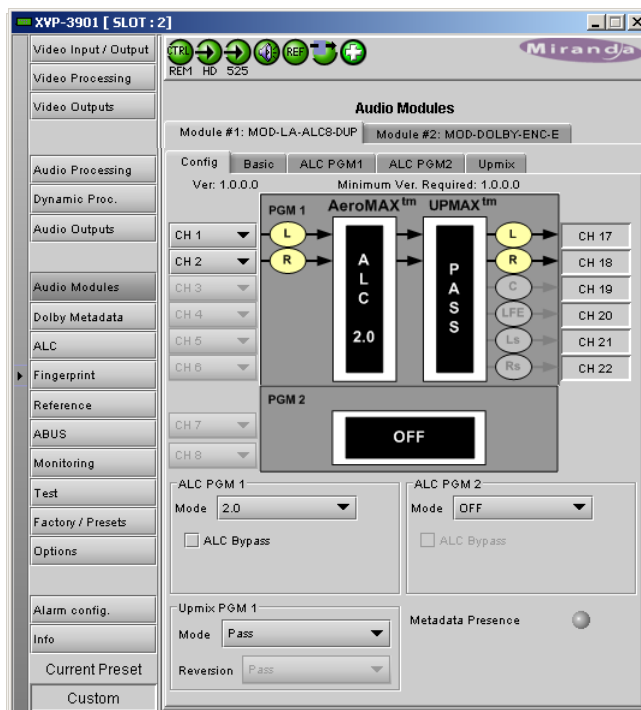 XVP-3901 [ SLOT : 2]
Video Input / Output
Video Processing
Video Outputs
Audio Processing
Dynamic Proc.
Audio Outputs
Audio Modules
Dolby Metadata
ALC
Fingerprint
Reference
ABUS
Monitoring
Test
Factory / Presets
Options
Alarm config.
Info
Current Preset
Custom
CTRL
REF
REM HD 525
Miranda
Audio Modules
Module #1: MOD-LA-ALC8-DUP Module #2: MOD-DOLBY-ENC-E
Config Basic ALC PGM1 ALC PGM2 Upmix
Ver: 1.0.0.0 Minimum Ver. Required: 1.0.0.0
PGM 1 AeroMAX tm UPMAX tm
CH 1 L L CH 17
CH 2 R R CH 18
CH 3 C CH 19
CH 4 LFE CH 20
CH 5 Ls CH 21
CH 6 Rs CH 22
ALC 2.0
PASS
PGM 2
CH 7
OFF
CH 8
ALC PGM 1
Mode 2.0
ALC Bypass
ALC PGM 2
Mode OFF
ALC Bypass
Upmix PGM 1
Mode Pass
Reversion Pass
Metadata Presence